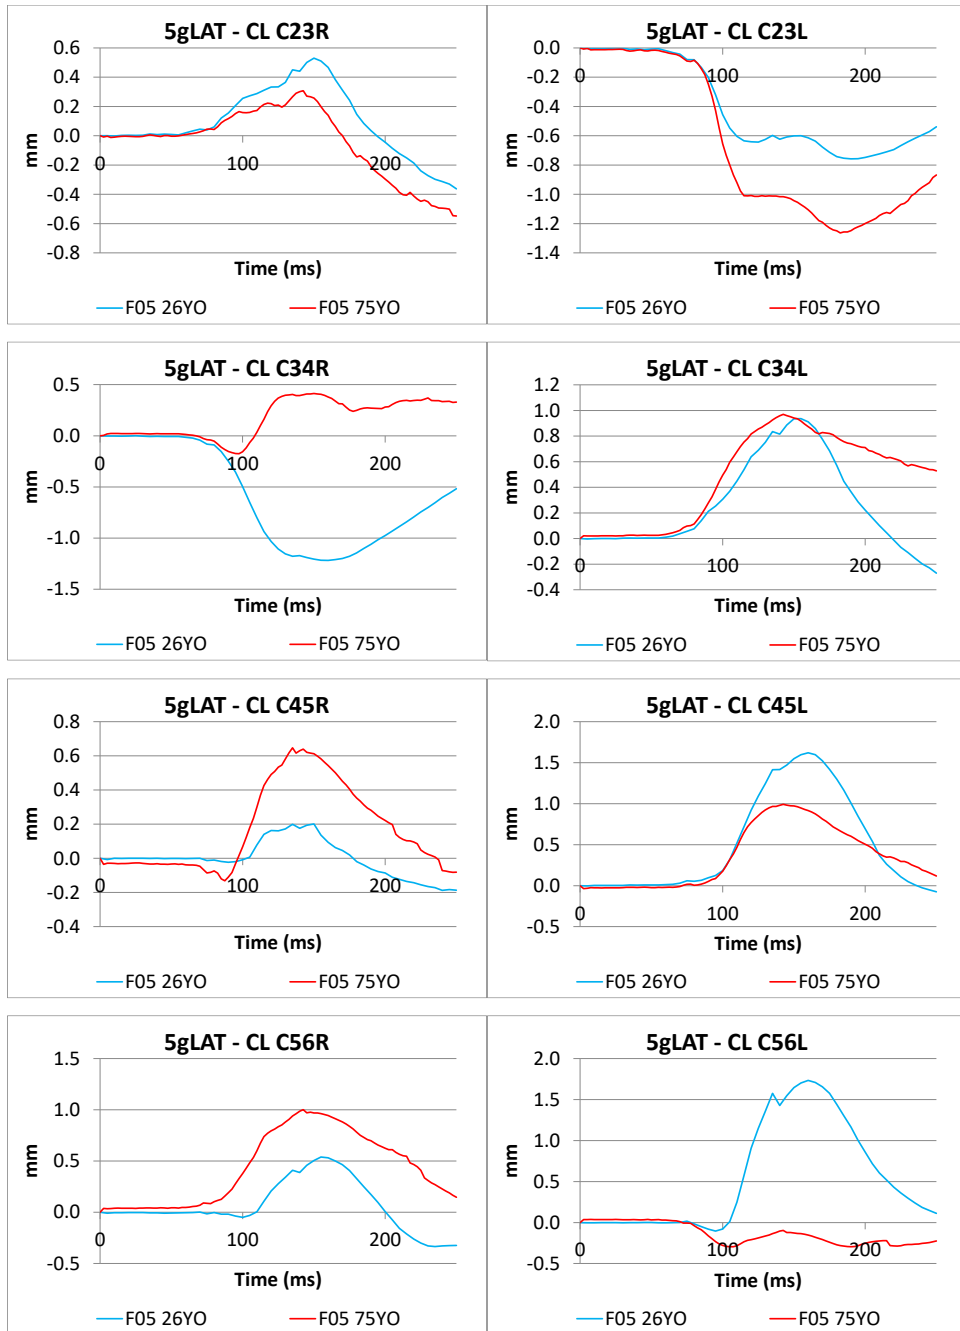 5gLAT - CL C23R
0.6
0.4
0.2
0.0
-0.2
-0.4
-0.6
-0.8
0
100
200
mm
Time (ms)
F05 26YO
F05 75YO
5gLAT - CL C23L
0.0
-0.2
-0.4
-0.6
-0.8
-1.0
-1.2
-1.4
0
100
200
mm
Time (ms)
F05 26YO
F05 75YO
5gLAT - CL C34R
0.5
0.0
-0.5
-1.0
-1.5
0
100
200
mm
Time (ms)
F05 26YO
F05 75YO
5gLAT - CL C34L
1.2
1.0
0.8
0.6
0.4
0.2
0.0
-0.2
-0.4
0
100
200
mm
Time (ms)
F05 26YO
F05 75YO
5gLAT - CL C45R
0.8
0.6
0.4
0.2
0.0
-0.2
-0.4
0
100
200
mm
Time (ms)
F05 26YO
F05 75YO
5gLAT - CL C45L
2.0
1.5
1.0
0.5
0.0
-0.5
0
100
200
mm
Time (ms)
F05 26YO
F05 75YO
5gLAT - CL C56R
1.5
1.0
0.5
0.0
-0.5
0
100
200
mm
Time (ms)
F05 26YO
F05 75YO
5gLAT - CL C56L
2.0
1.5
1.0
0.5
0.0
-0.5
0
100
200
mm
Time (ms)
F05 26YO
F05 75YO